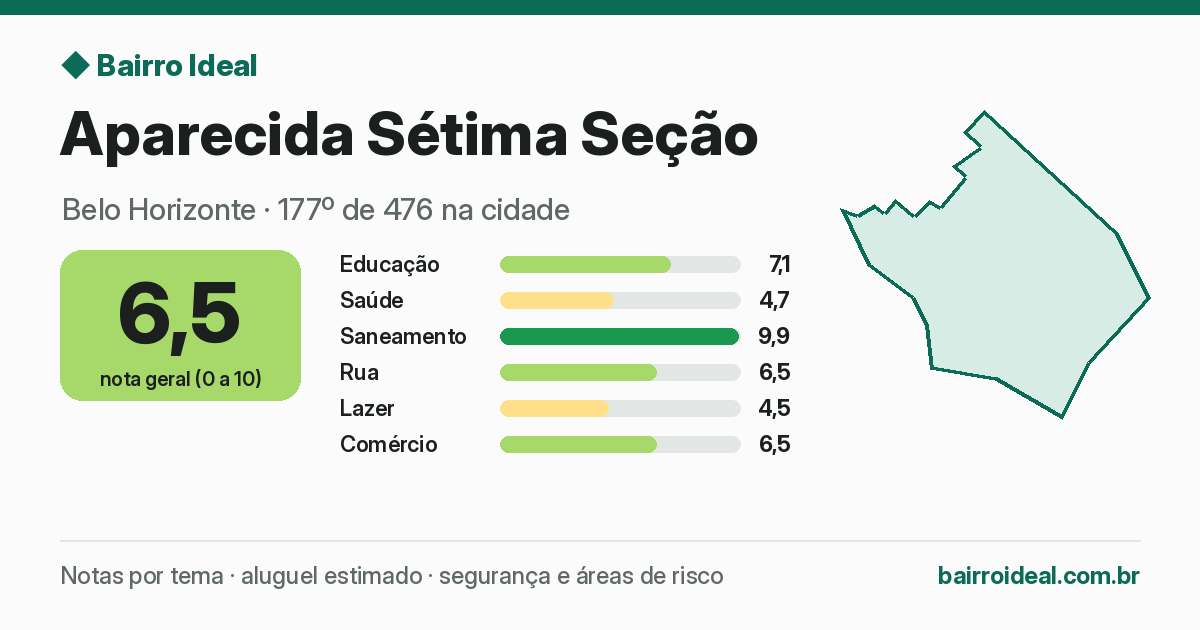 Bairro Ideal
Aparecida Sétima Seção
Belo Horizonte · 177º de 476 na cidade
6,5
nota geral (0 a 10)
Educação 7,1
Saúde 4,7
Saneamento 9,9
Rua 6,5
Lazer 4,5
Comércio 6,5
Notas por tema · aluguel estimado · segurança e áreas de risco
bairroideal.com.br